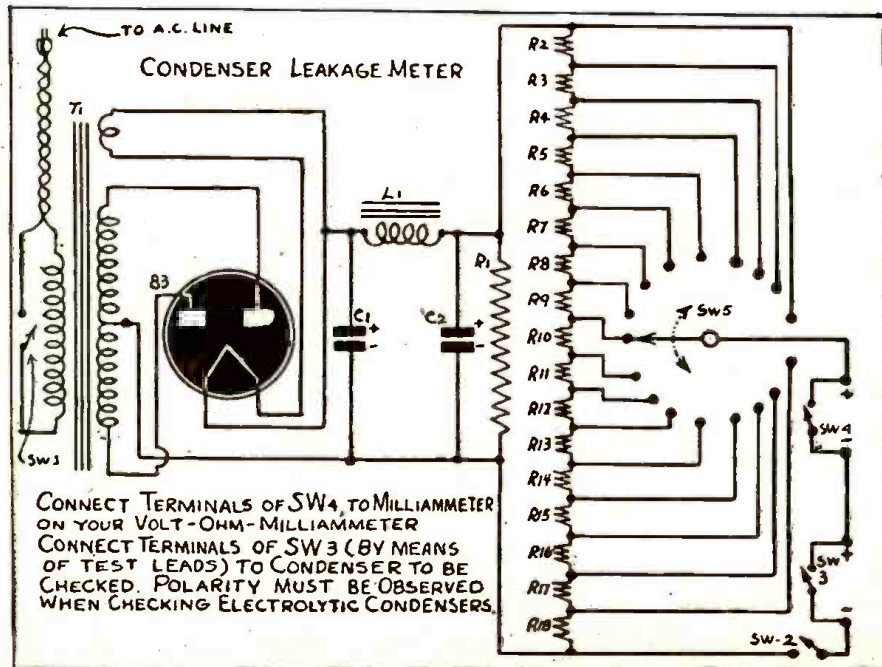 TO A.C. LINE
CONDENSER LEAKAGE METER
T1
83
SW1
L1
C1
+
-
C2
+
-
R1
R2
R3
R4
R5
R6
R7
R8
R9
R10
R11
R12
R13
R14
R15
R16
R17
R18
SW5
+
SW4
-
+
SW
3
-
SW-2
CONNECT TERMINALS OF SW4, TO MILLIAMMETER
ON YOUR VOLT-OHM-MILLIAMMETER
CONNECT TERMINALS OF SW3 (BY MEANS
OF TEST LEADS) TO CONDENSER TO BE
CHECKED. POLARITY MUST BE OBSERVED
WHEN CHECKING ELECTROLYTIC CONDENSERS.